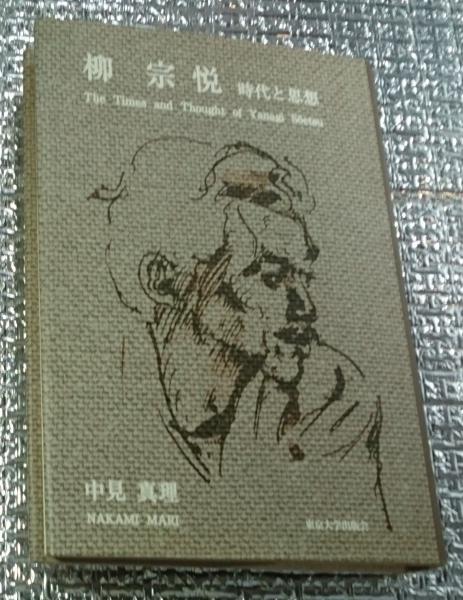 柳 宗悦 時代と思想
The Times and Thought of Yanagi Sōetsu
中見 真理
NAKAMI MARI
東京大学出版会